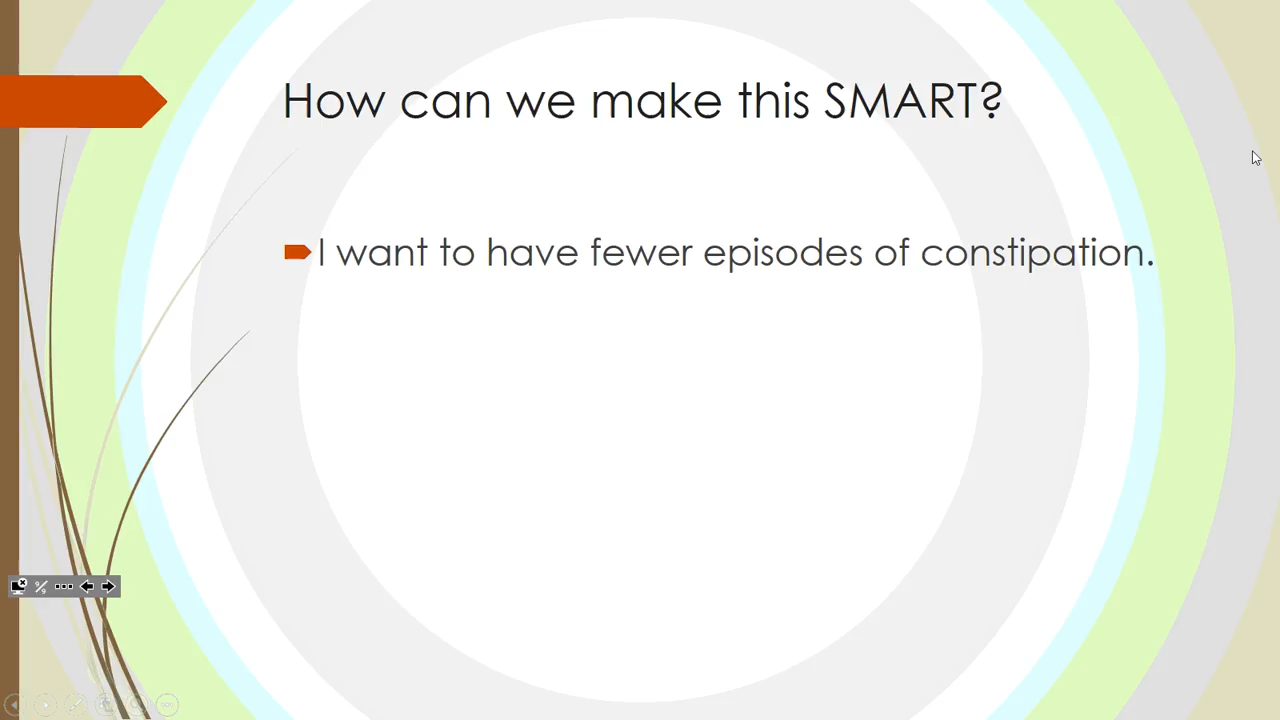 How can we make this SMART?
I want to have fewer episodes of constipation.